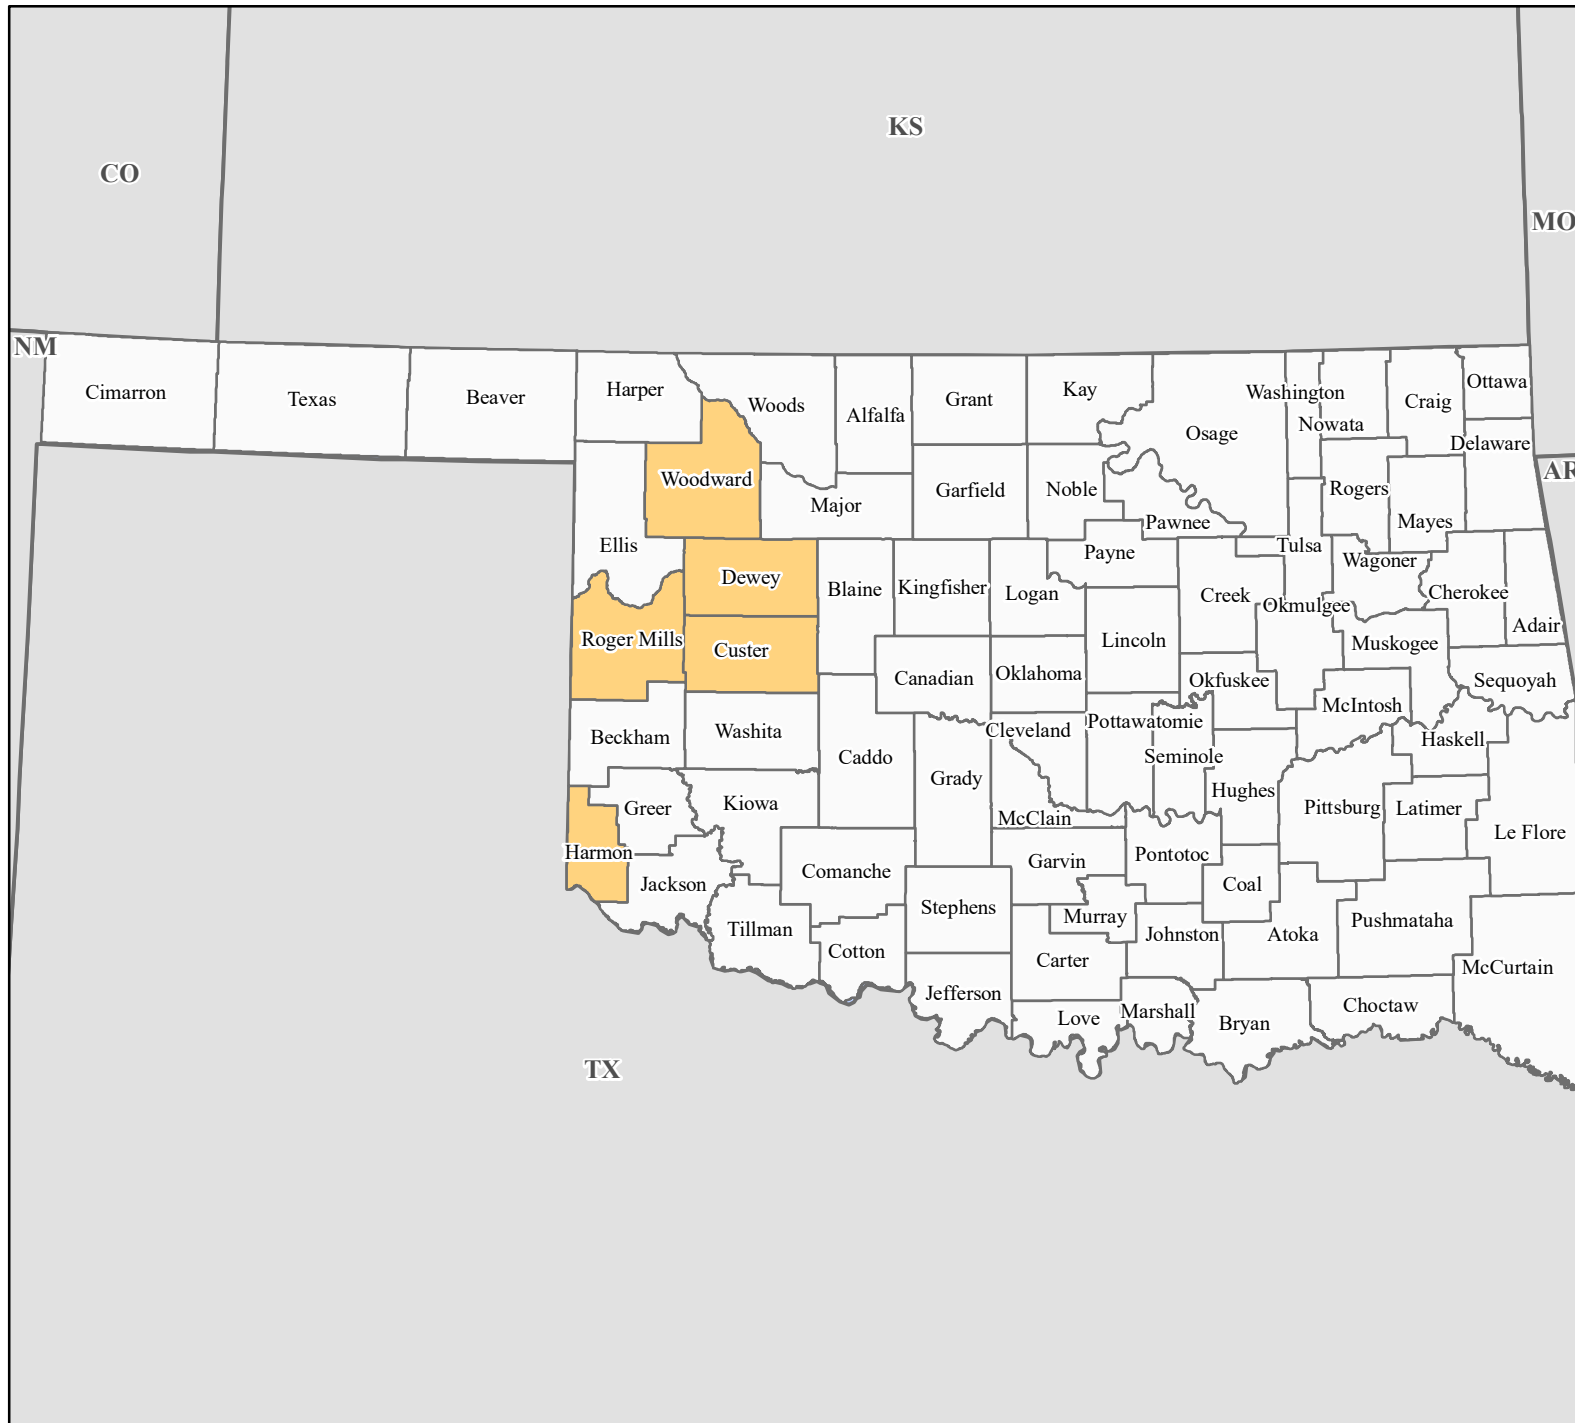 KS
CO
MO
NM
AR
Cimarron
Texas
Beaver
Harper
Woods
Alfalfa
Grant
Kay
Osage
Washington
Nowata
Craig
Ottawa
Delaware
Woodward
Major
Garfield
Noble
Pawnee
Rogers
Mayes
Ellis
Dewey
Blaine
Kingfisher
Logan
Payne
Creek
Tulsa
Wagoner
Cherokee
Adair
Okmulgee
Roger Mills
Custer
Canadian
Oklahoma
Lincoln
Okfuskee
Muskogee
McIntosh
Sequoyah
Beckham
Washita
Caddo
Grady
Cleveland
Pottawatomie
Seminole
Hughes
Haskell
Greer
Kiowa
McClain
Pittsburg
Latimer
Le Flore
Harmon
Jackson
Comanche
Garvin
Pontotoc
Coal
Tillman
Cotton
Stephens
Murray
Johnston
Atoka
Pushmataha
Carter
McCurtain
Jefferson
Love
Marshall
Bryan
Choctaw
TX